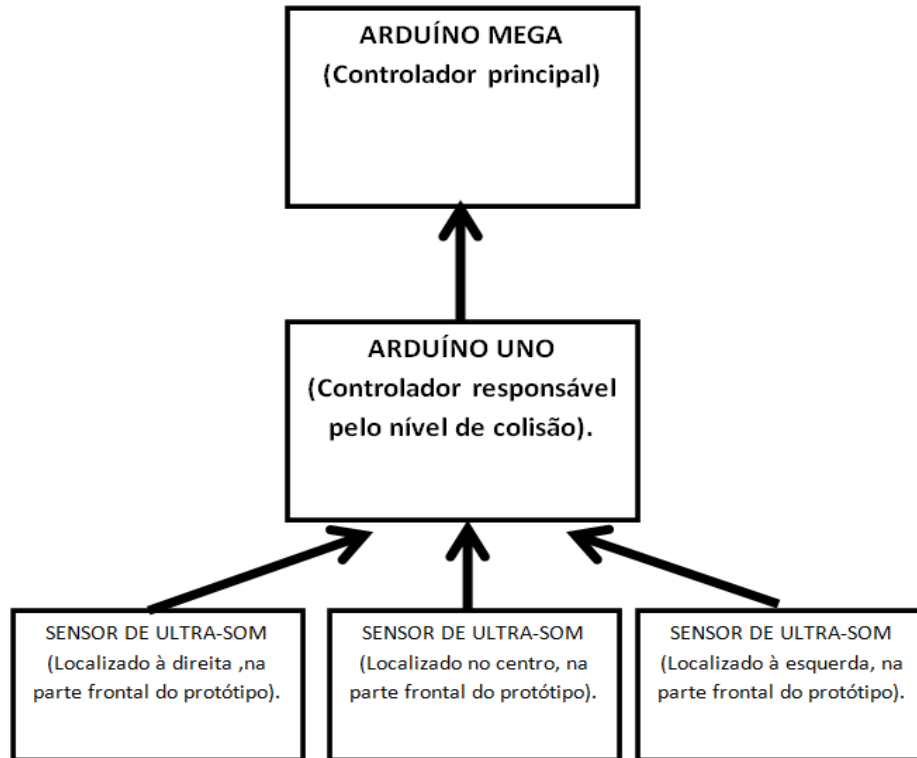 ARDUÍNO MEGA
(Controlador principal)
ARDUÍNO UNO
(Controlador responsável
pelo nível de colisão).
SENSOR DE ULTRA-SOM
(Localizado à direita ,na
parte frontal do protótipo).
SENSOR DE ULTRA-SOM
(Localizado no centro, na
parte frontal do protótipo).
SENSOR DE ULTRA-SOM
(Localizado à esquerda, na
parte frontal do protótipo).